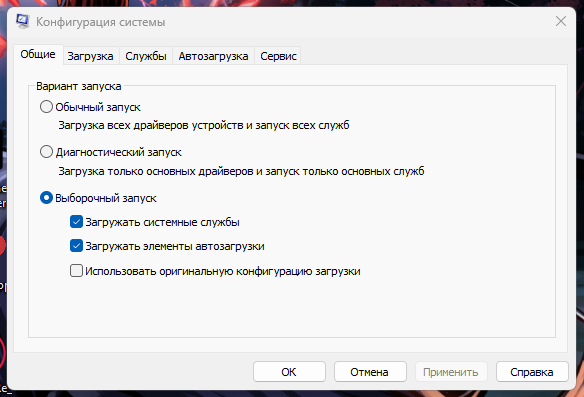 Конфигурация системы
Общие Загрузка Службы Автозагрузка Сервис
Вариант запуска
Обычный запуск
Загрузка всех драйверов устройств и запуск всех служб
Диагностический запуск
Загрузка только основных драйверов и запуск только основных служб
Выборочный запуск
Загружать системные службы
Загружать элементы автозагрузки
Использовать оригинальную конфигурацию загрузки
ОК Отмена Применить Справка